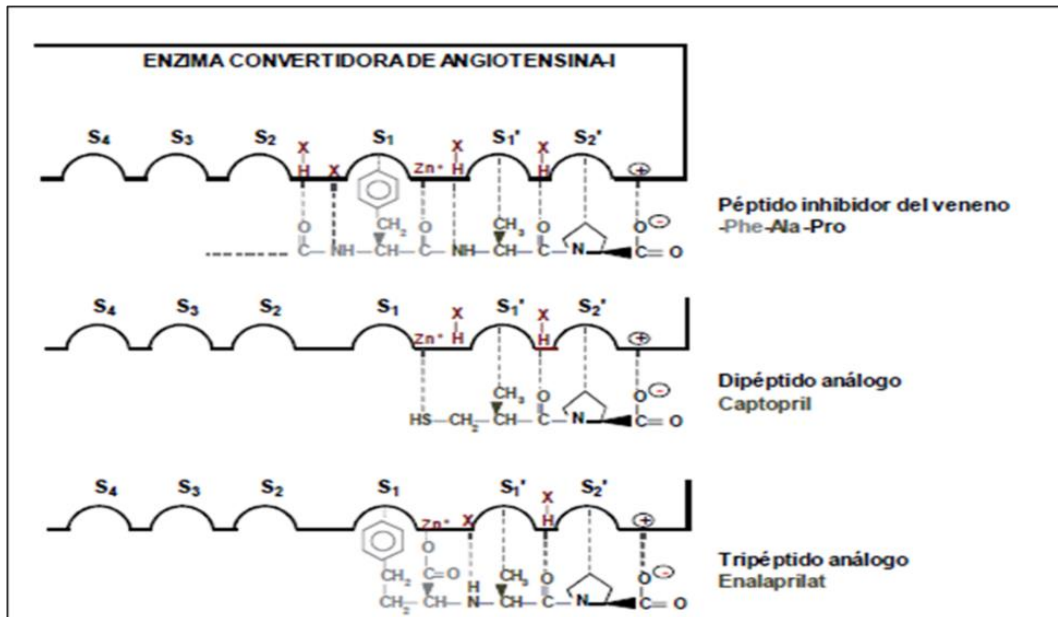 ENZIMA CONVERTIDORA DE ANGIOTENSINA-I
S₄ S₃ S₂ S₁ S₁' S₂'
X X X
H X Zn⁺ H H ⊕
CH₂ CH₃
O O O O ⊖
C NH CH C NH CH C N C O
Péptido inhibidor del veneno
-Phe-Ala-Pro
S₄ S₃ S₂ S₁ S₁' S₂'
X X
Zn⁺ H H ⊕
CH₃ O O ⊖
HS CH₂ CH C N C O
Dipéptido análogo
Captopril
S₄ S₃ S₂ S₁ S₁' S₂'
X
Zn⁺ X H ⊕
O
CH₂ C O H CH₃ O O ⊖
CH₂ CH N CH C N C O
Tripéptido análogo
Enalaprilat